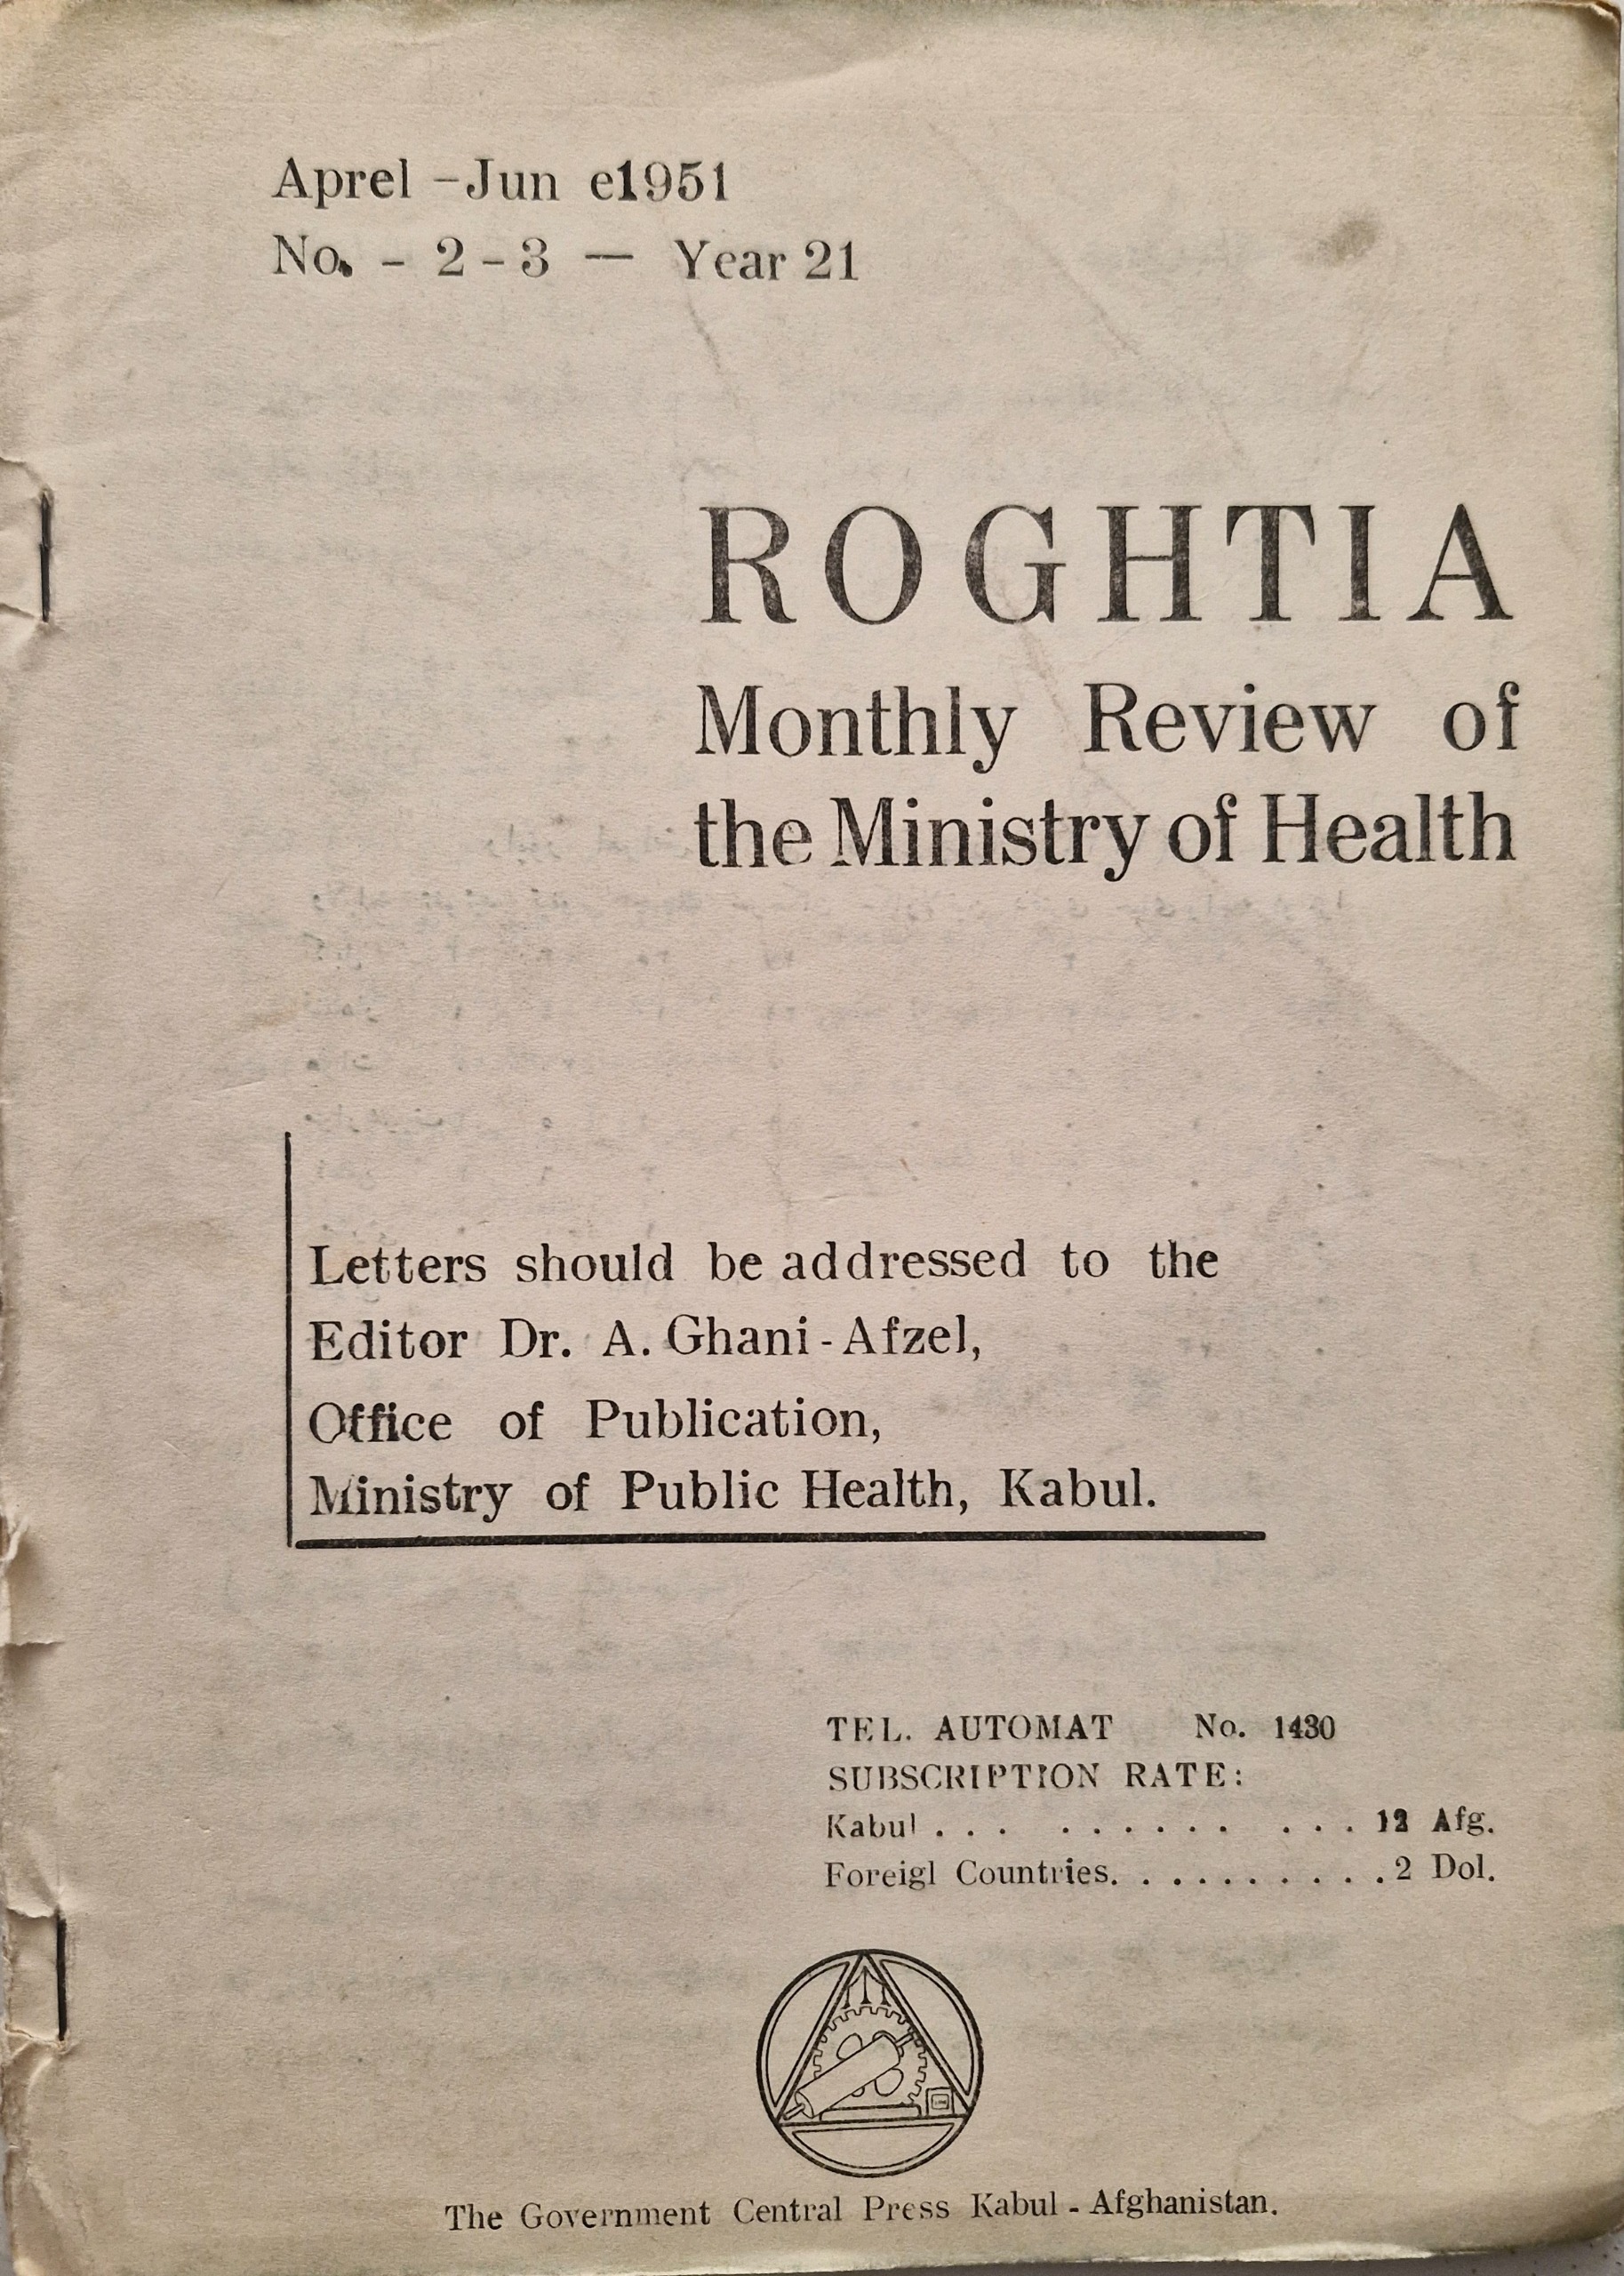 Aprel -Jun e1951
No. - 2 - 3 — Year 21
ROGHTIA
Monthly Review of
the Ministry of Health
Letters should be addressed to the
Editor Dr. A. Ghani - Afzel,
Office of Publication,
Ministry of Public Health, Kabul.
TEL. AUTOMAT No. 1430
SUBSCRIPTION RATE:
Kabul . . . . . . . . . . . . Afg.
Foreigl Countries. . . . . . . . . . 2 Dol.
The Government Central Press Kabul - Afghanistan.